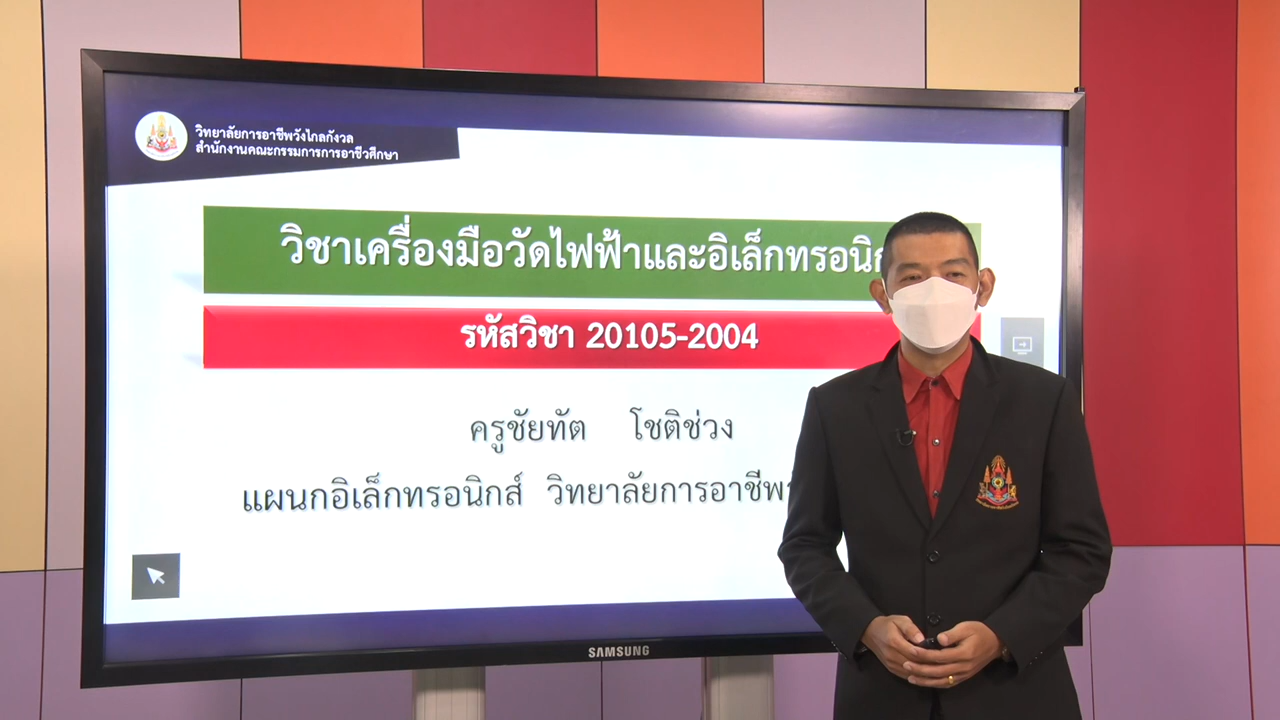 วิทยาลัยการอาชีพวังไกลกังวล
สำนักงานคณะกรรมการการอาชีวศึกษา
วิชาเครื่องมือวัดไฟฟ้าและอิเล็กทรอนิก
รหัสวิชา 20105-2004
ครูชัยทัต โชติช่วง
แผนกอิเล็กทรอนิกส์ วิทยาลัยการอาชีพ
SAMSUNG